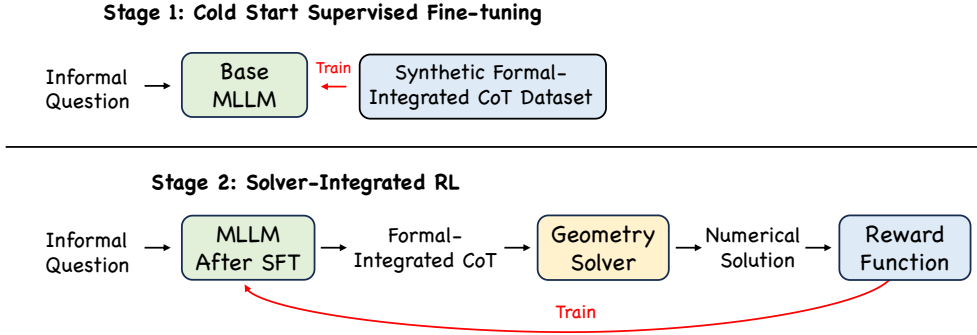 Stage 1: Cold Start Supervised Fine-tuning
Informal
Question
Base
MLLM
Train
Synthetic Formal-
Integrated CoT Dataset
Stage 2: Solver-Integrated RL
Informal
Question
MLLM
After SFT
Formal-
Integrated CoT
Geometry
Solver
Numerical
Solution
Reward
Function
Train